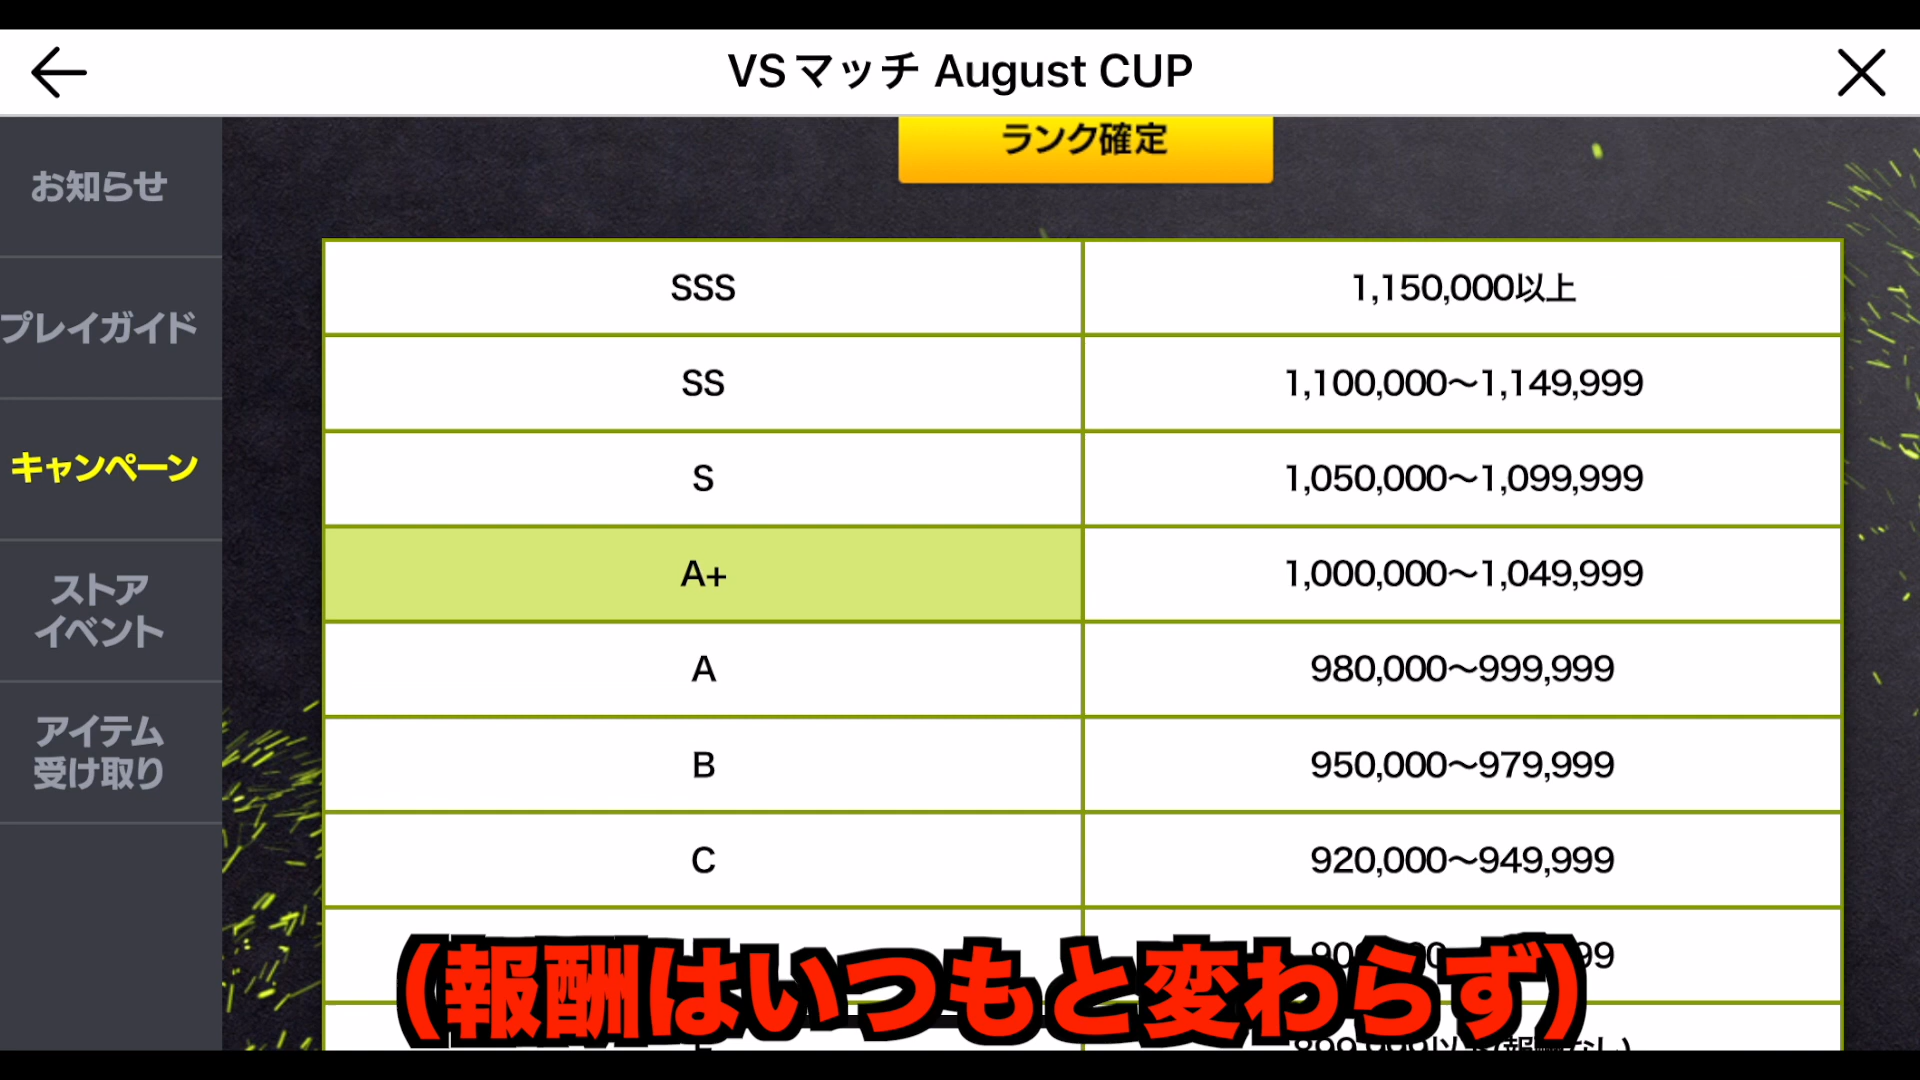 VSマッチ August CUP
お知らせ
プレイガイド
キャンペーン
ストア
イベント
アイテム
受け取り
ランク確定
SSS 1,150,000以上
SS 1,100,000〜1,149,999
S 1,050,000〜1,099,999
A+ 1,000,000〜1,049,999
A 980,000〜999,999
B 950,000〜979,999
C 920,000〜949,999
(報酬はいつもと変わらず)